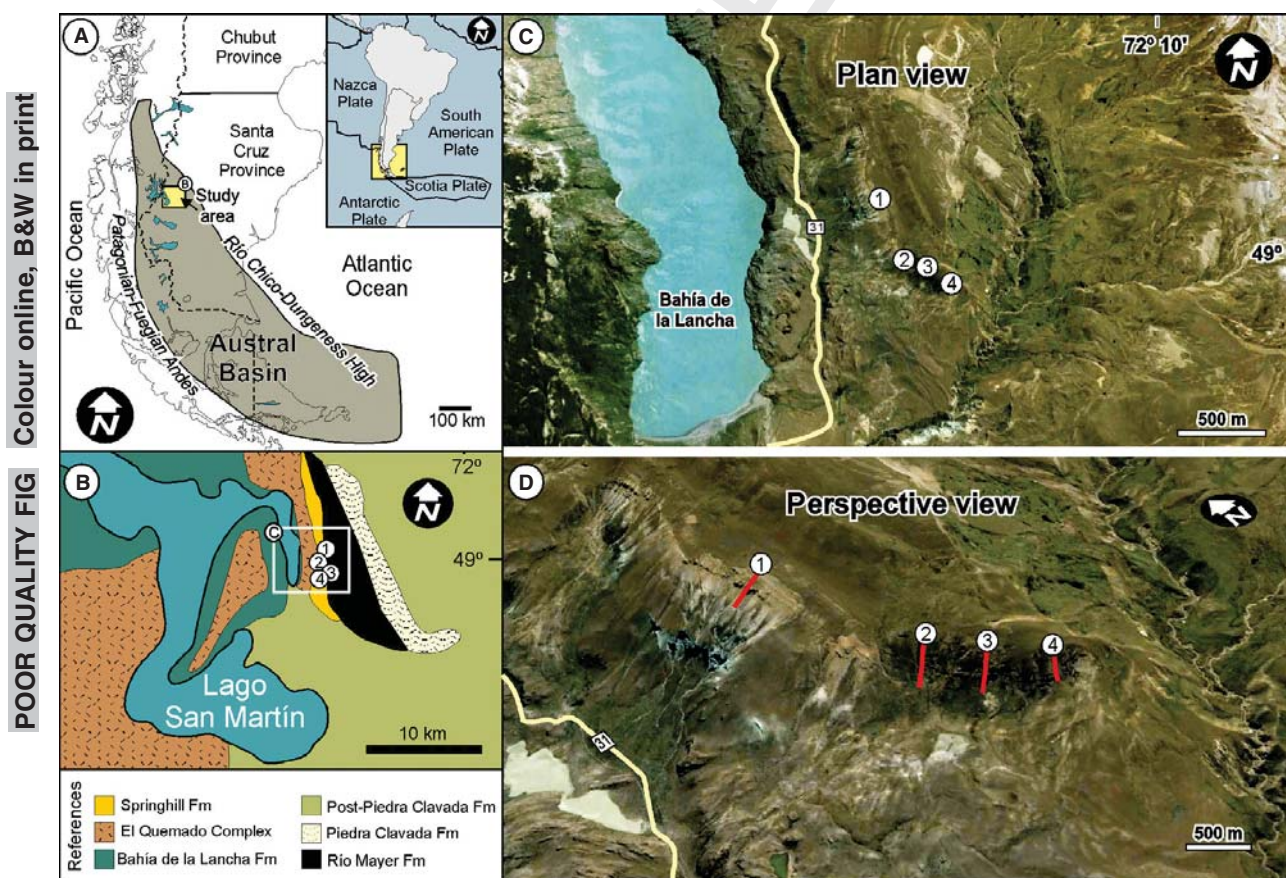 Colour online, B&W in print
POOR QUALITY FIG
A
Chubut
Province
Santa
Cruz
Province
B
Study
area
Pacific Ocean
Patagonian-Fuegian Andes
Río Chico-Dungeness High
Atlantic
Ocean
Austral
Basin
N
100 km
N
Nazca
Plate
South
American
Plate
Scotia Plate
Antarctic
Plate
B
72º
N
49º
C
1
2
3
4
Lago
San Martín
10 km
References
Springhill Fm
El Quemado Complex
Bahía de la Lancha Fm
Post-Piedra Clavada Fm
Piedra Clavada Fm
Río Mayer Fm
C
Plan view
72º 10'
N
1
31
2
3
4
49º
Bahía de
la Lancha
500 m
D
Perspective view
N
1
2
3
4
31
500 m